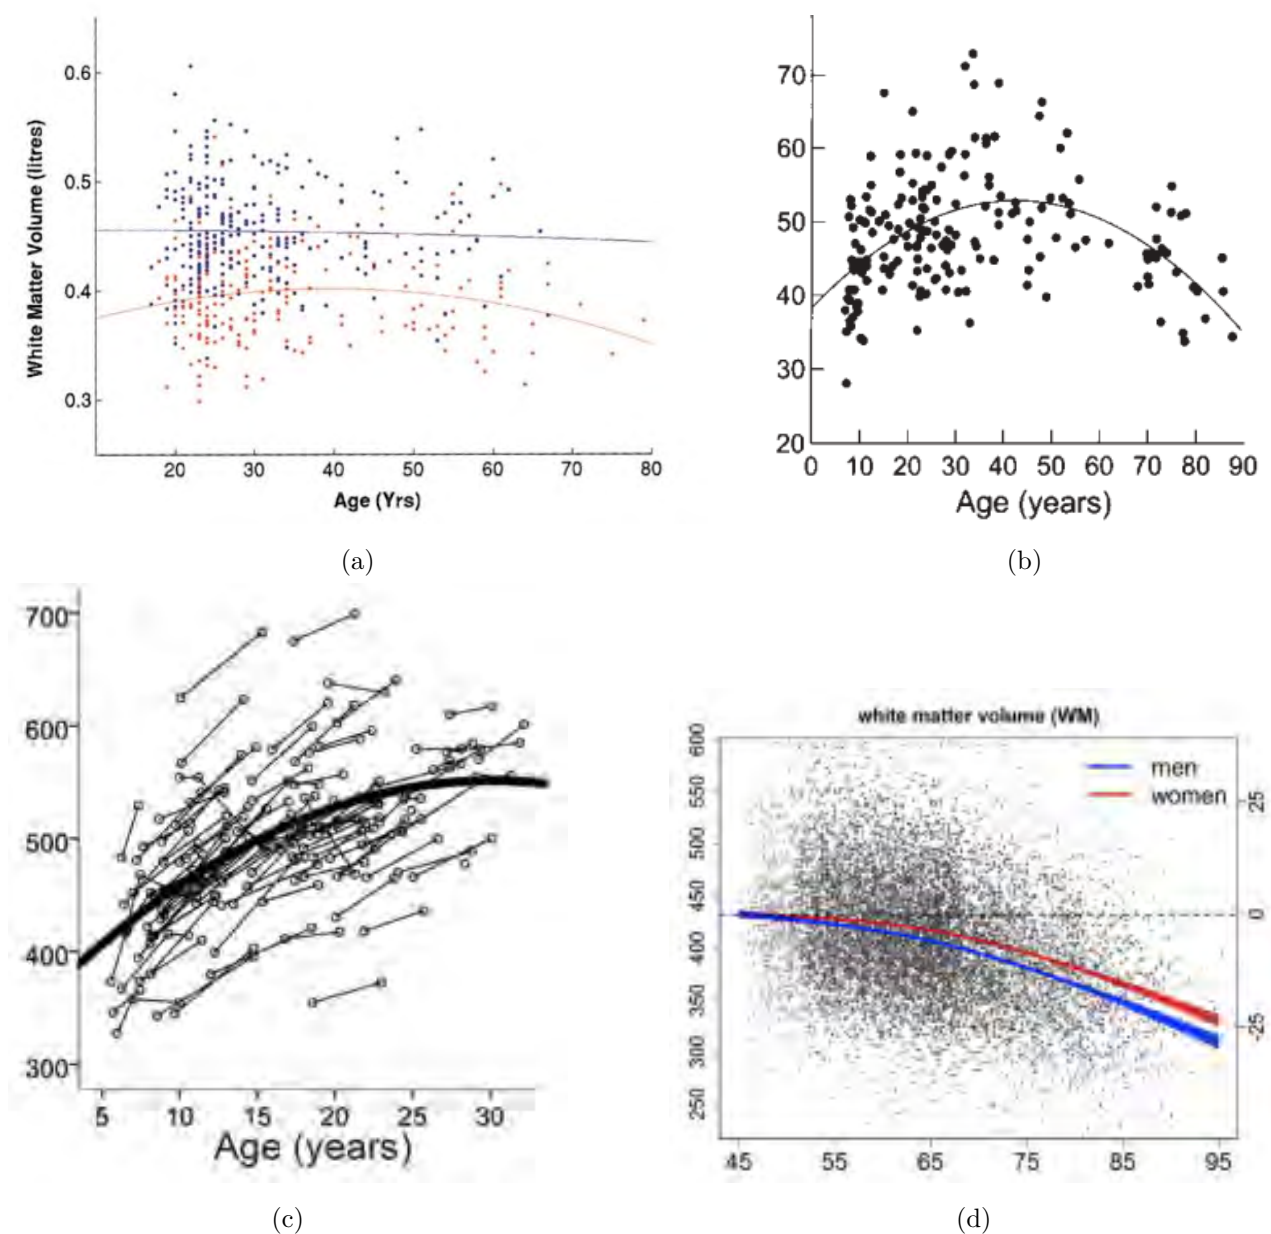 White Matter Volume (litres)
0.6
0.5
0.4
0.3
20 30 40 50 60 70 80
Age (Yrs)
(a)
70
60
50
40
30
20
0 10 20 30 40 50 60 70 80 90
Age (years)
(b)
700
600
500
400
300
5 10 15 20 25 30
Age (years)
(c)
white matter volume (WM)
600
550
500
450
400
350
300
250
men
women
25
0
-25
45 55 65 75 85 95
(d)